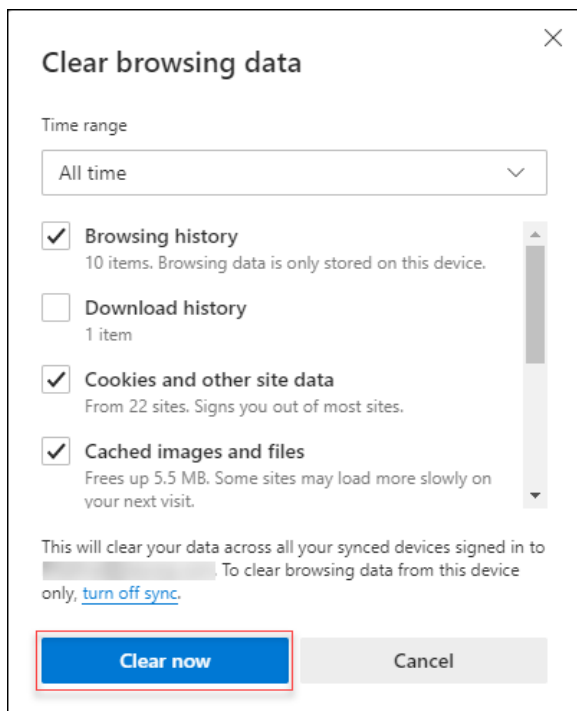 Clear browsing data
Time range
All time
Browsing history
10 items. Browsing data is only stored on this device.
Download history
1 item
Cookies and other site data
From 22 sites. Signs you out of most sites.
Cached images and files
Frees up 5.5 MB. Some sites may load more slowly on
your next visit.
This will clear your data across all your synced devices signed in to
. To clear browsing data from this device
only, turn off sync.
Clear now
Cancel